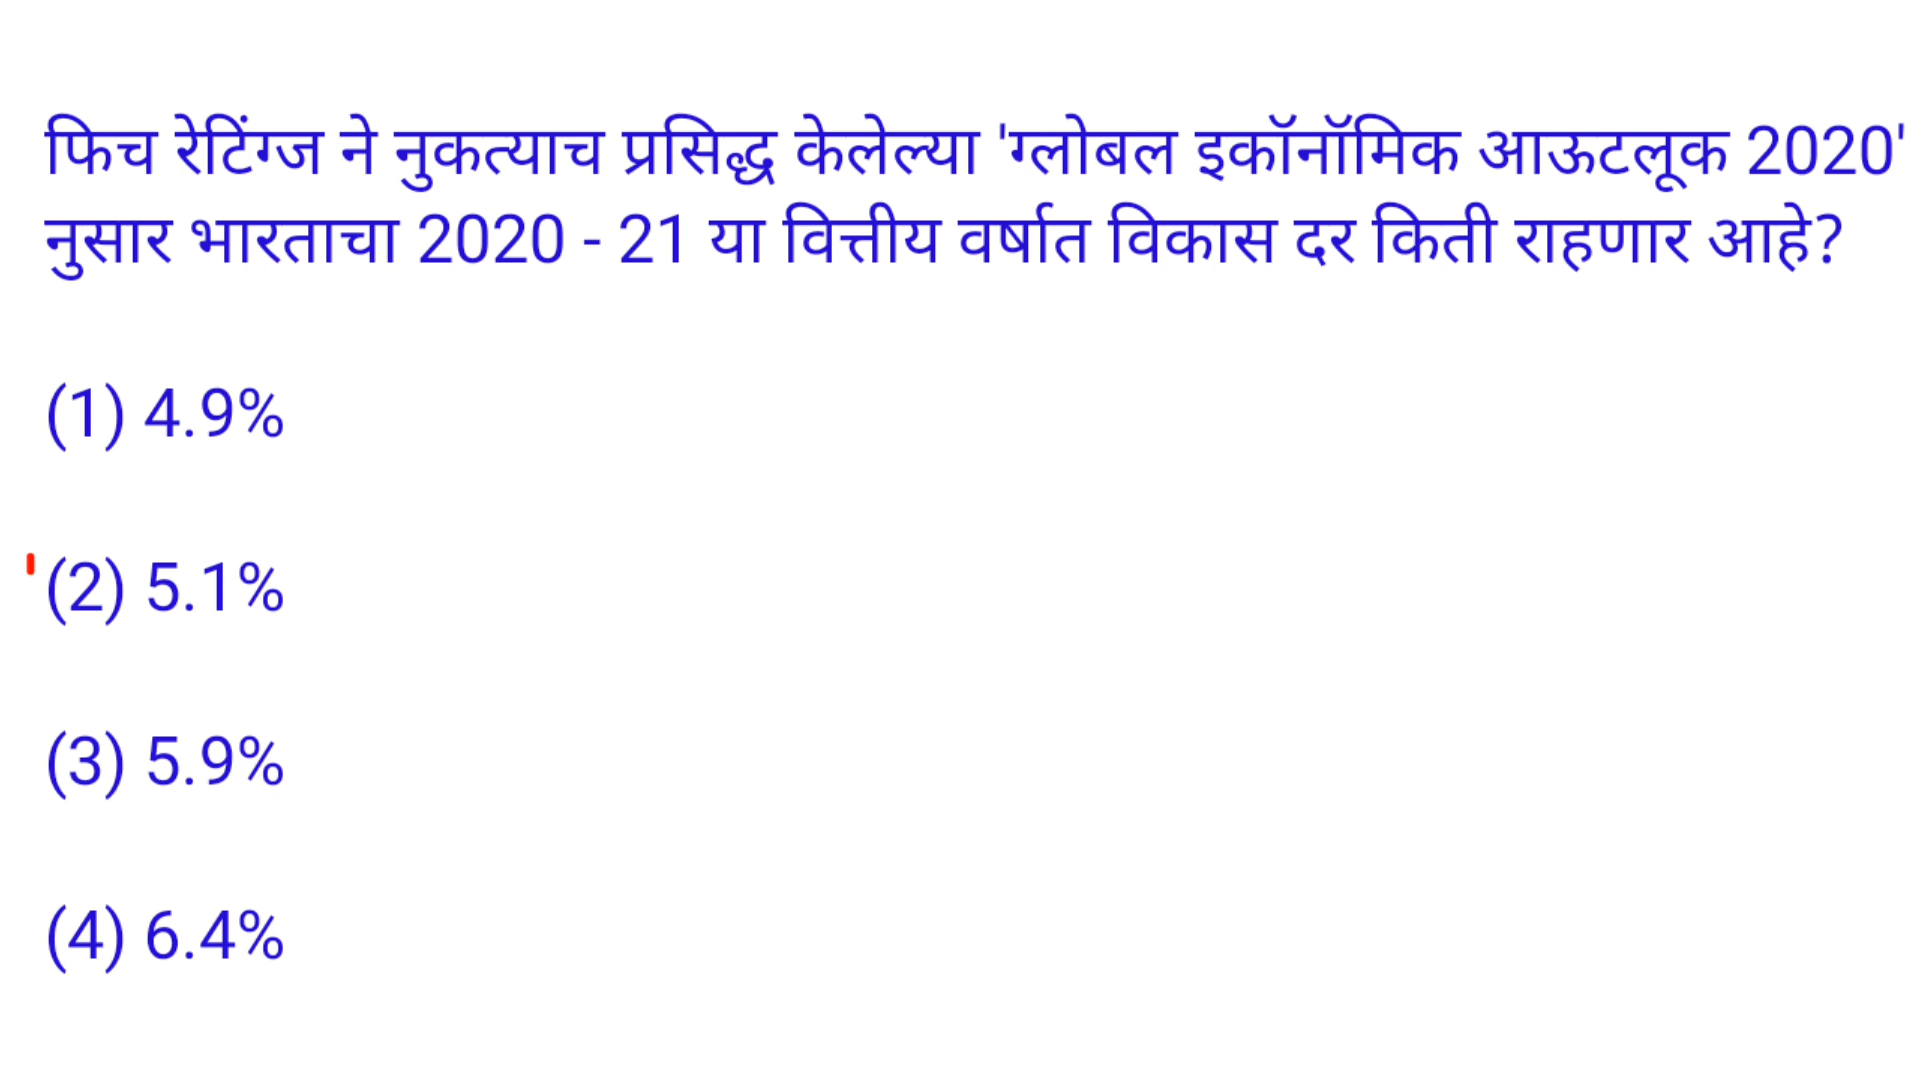 फिच रेटिंग्ज ने नुकत्याच प्रसिद्ध केलेल्या 'ग्लोबल इकॉनॉमिक आऊटलूक 2020'
नुसार भारताचा 2020 - 21 या वित्तीय वर्षात विकास दर किती राहणार आहे?
(1) 4.9%
(2) 5.1%
(3) 5.9%
(4) 6.4%